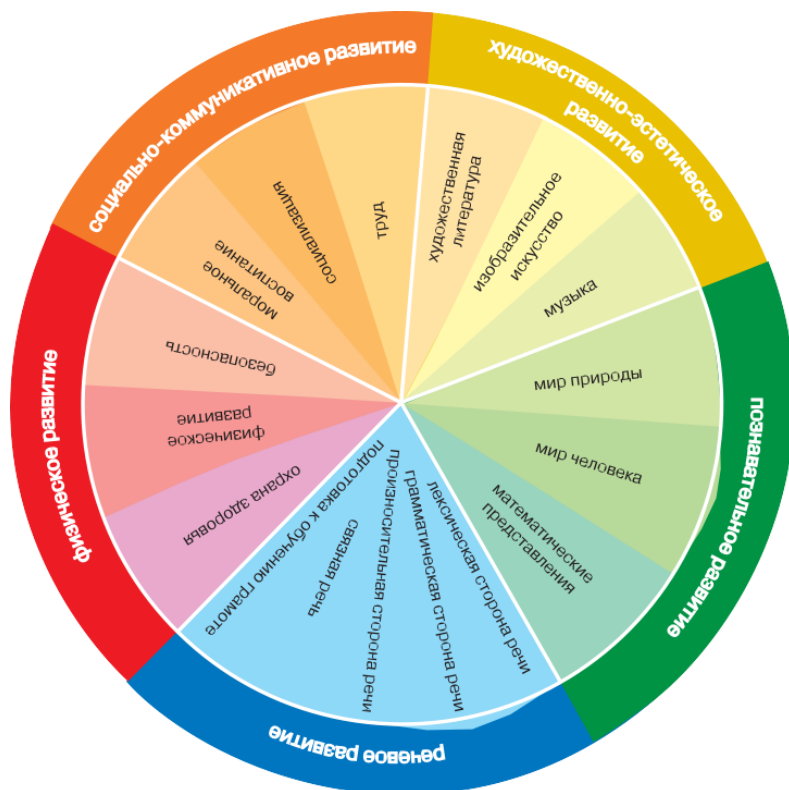 социально-коммуникативное развитие
художественно-эстетическое
развитие
познавательное развитие
речевое развитие
физическое развитие
моральное
воспитание
социализация
труд
художественная
литература
изобразительное
искусство
музыка
мир природы
мир человека
математические
представления
лексическая сторона речи
грамматическая сторона речи
произносительная сторона речи
связная речь
подготовка к обучению грамоте
охрана здоровья
физическое
развитие
безопасность